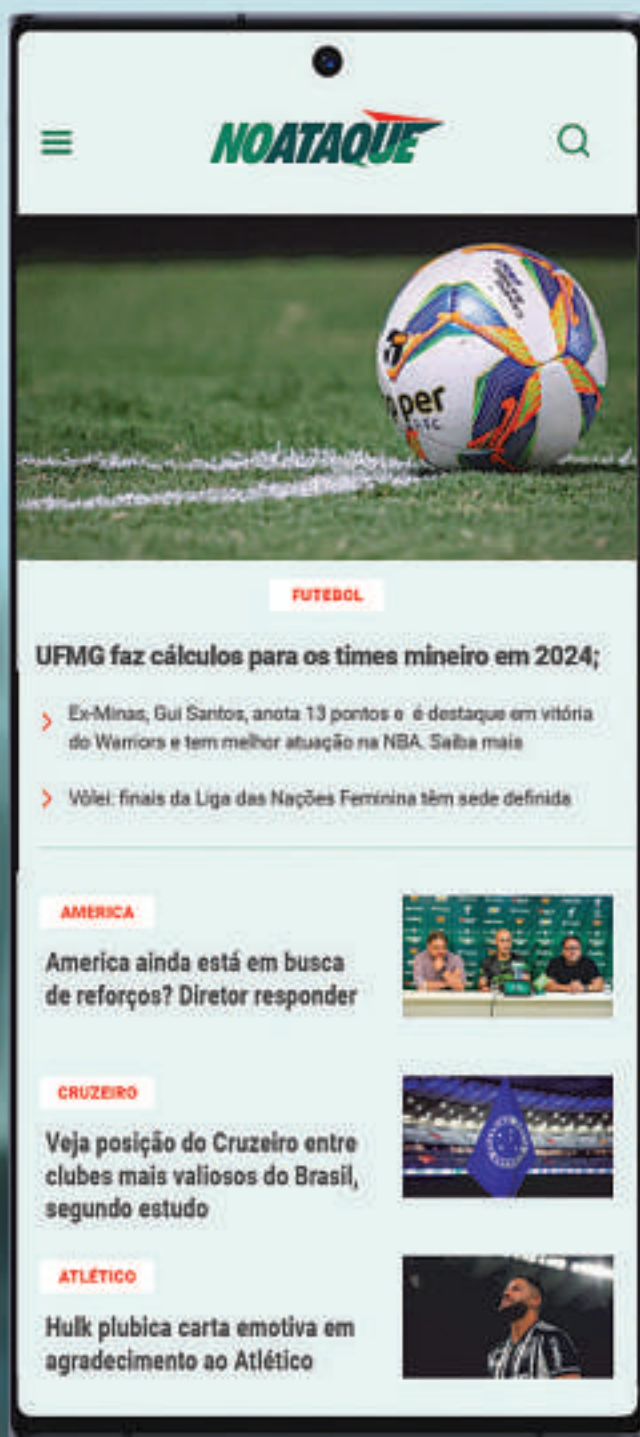 NOATAQUE
per
FUTEBOL
UFMG faz cálculos para os times mineiro em 2024;
Ex-Minas, Gui Santos, anota 13 pontos e é destaque em vitória
do Warriors e tem melhor atuação na NBA. Saiba mais
Vôlei: finais da Liga das Nações Feminina têm sede definida
AMERICA
America ainda está em busca
de reforços? Diretor responder
CRUZEIRO
Veja posição do Cruzeiro entre
clubes mais valiosos do Brasil,
segundo estudo
ATLÉTICO
Hulk plubica carta emotiva em
agradecimento ao Atlético